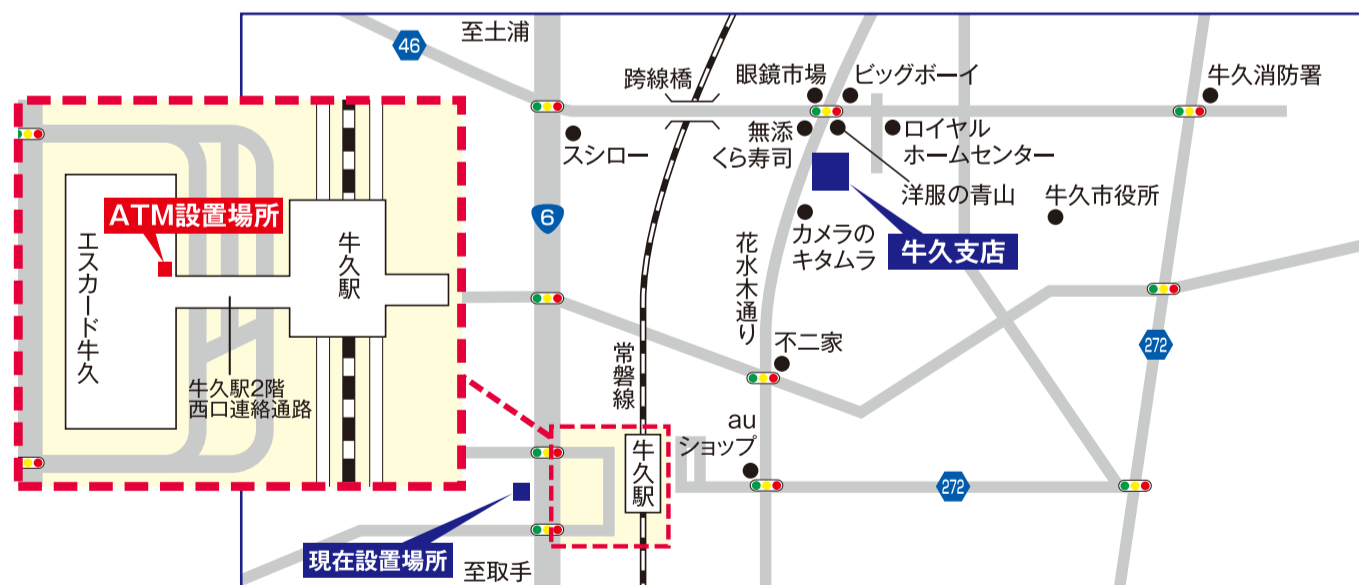 至土浦
46
跨線橋
眼鏡市場
ビッグボーイ
牛久消防署
スシロー
無添
くら寿司
ロイヤル
ホームセンター
洋服の青山
牛久市役所
ATM設置場所
エスカード牛久
牛久駅
牛久駅2階
西口連絡通路
6
カメラの
キタムラ
牛久支店
花水木通り
272
不二家
常磐線
au
ショップ
牛久駅
272
現在設置場所
至取手